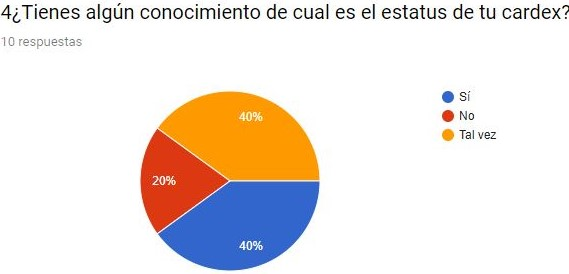 4¿Tienes algún conocimiento de cual es el estatus de tu cardex?
10 respuestas
Sí
No
Tal vez
40%
20%
40%